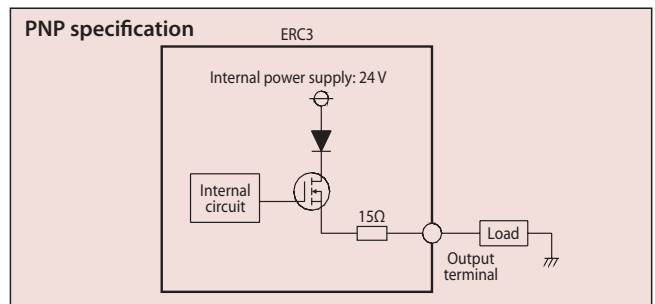 PNP specification
ERC3
Internal power supply: 24 V
Internal
circuit
15Ω
Load
Output
terminal